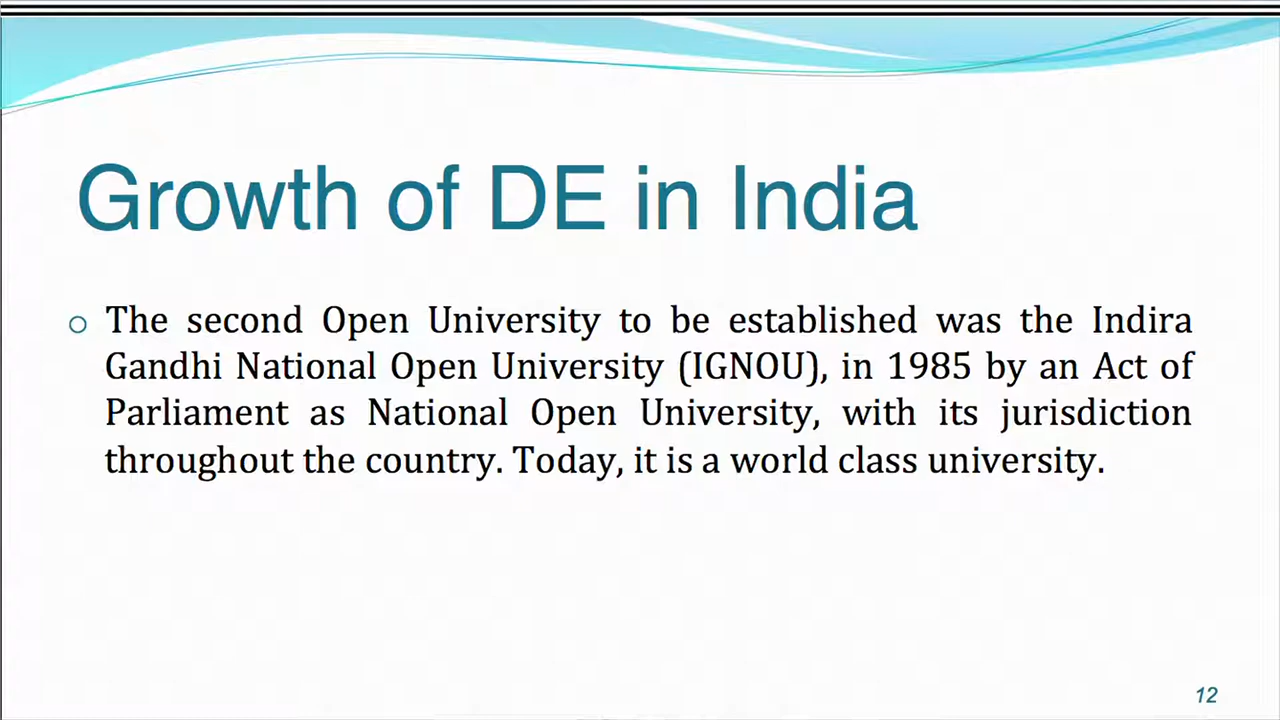 Growth of DE in India
○ The second Open University to be established was the Indira
Gandhi National Open University (IGNOU), in 1985 by an Act of
Parliament as National Open University, with its jurisdiction
throughout the country. Today, it is a world class university.
12